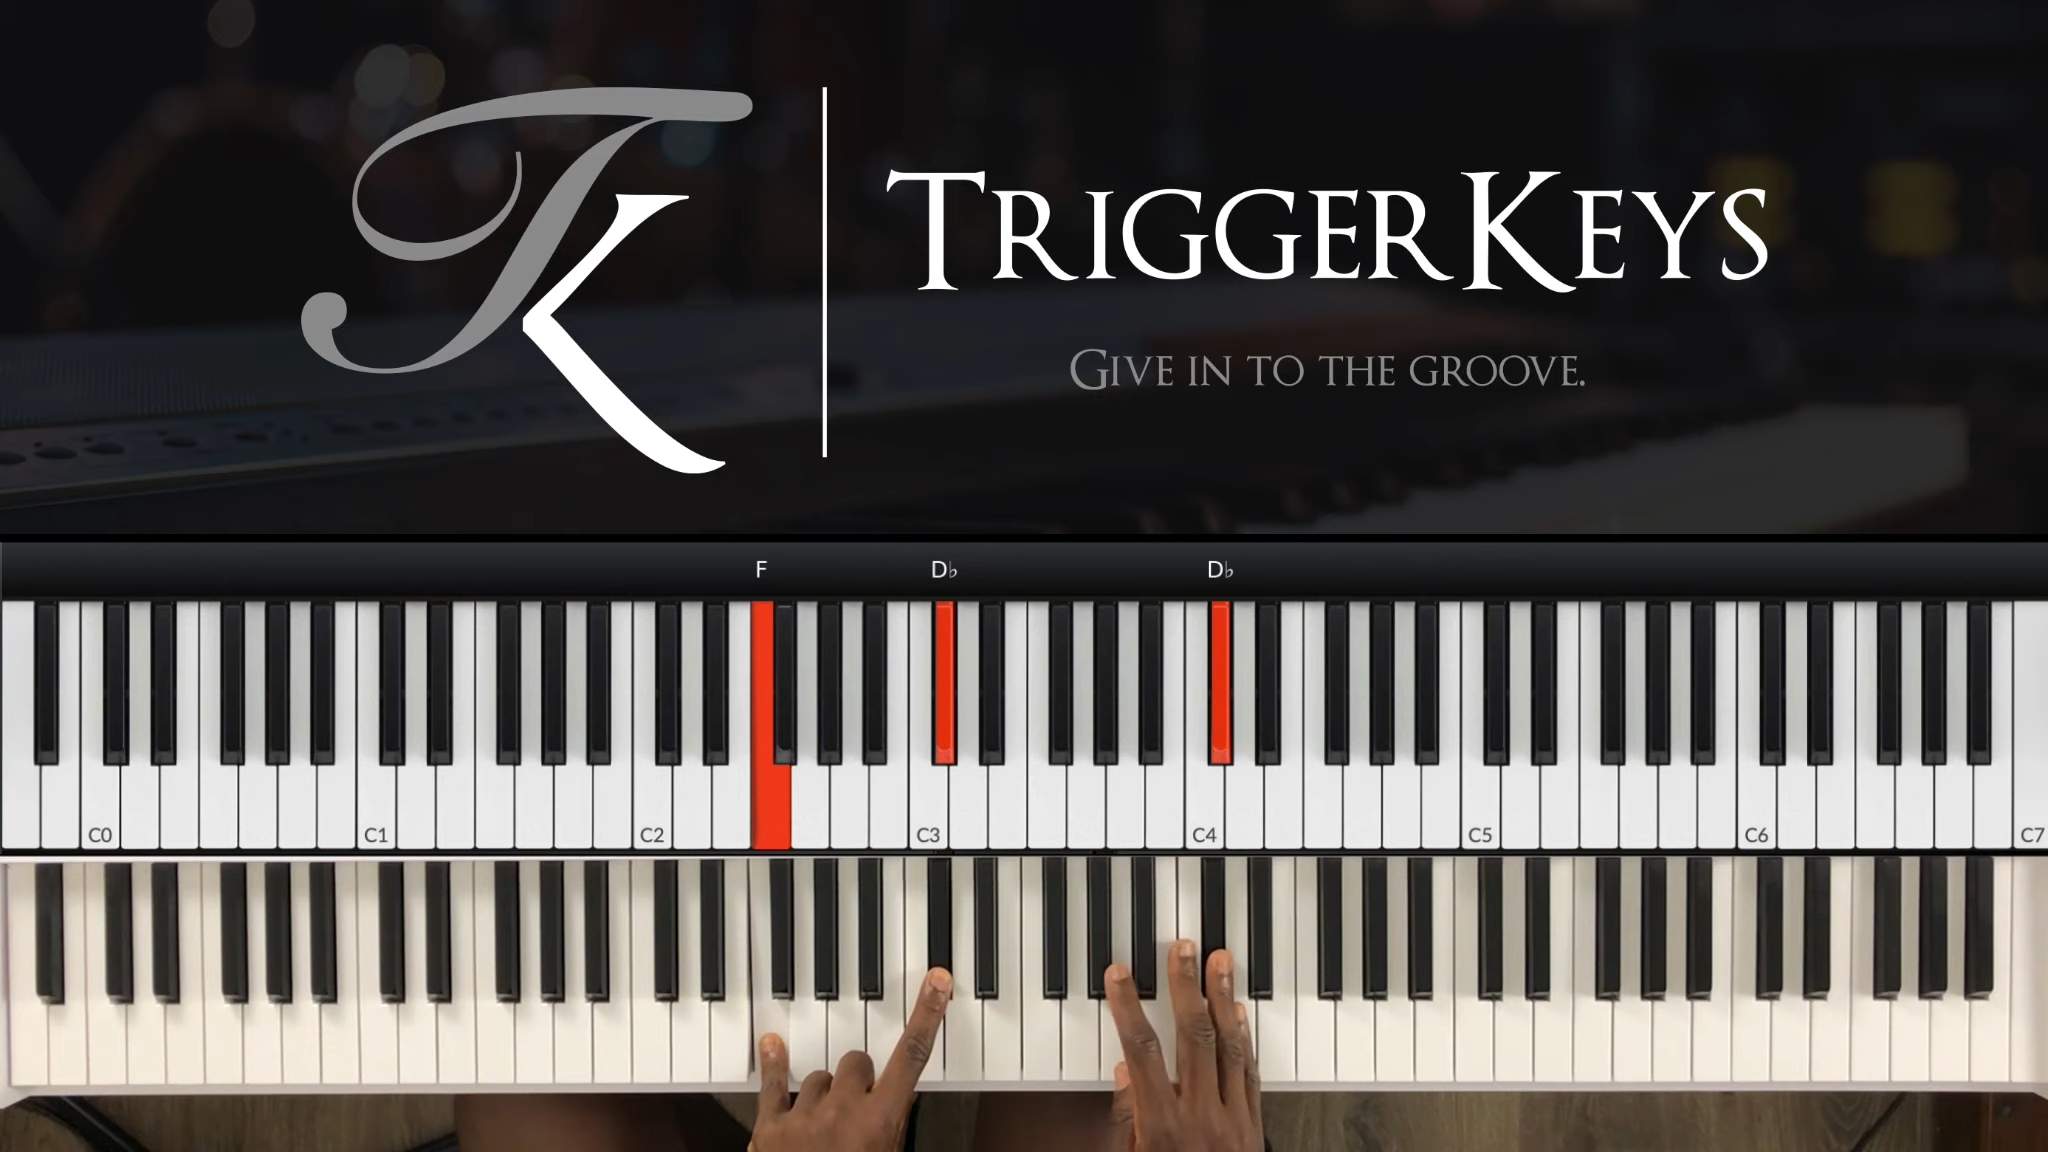 TK
TRIGGERKEYS
GIVE IN TO THE GROOVE.
F D♭ D♭
C0 C1 C2 C3 C4 C5 C6 C7